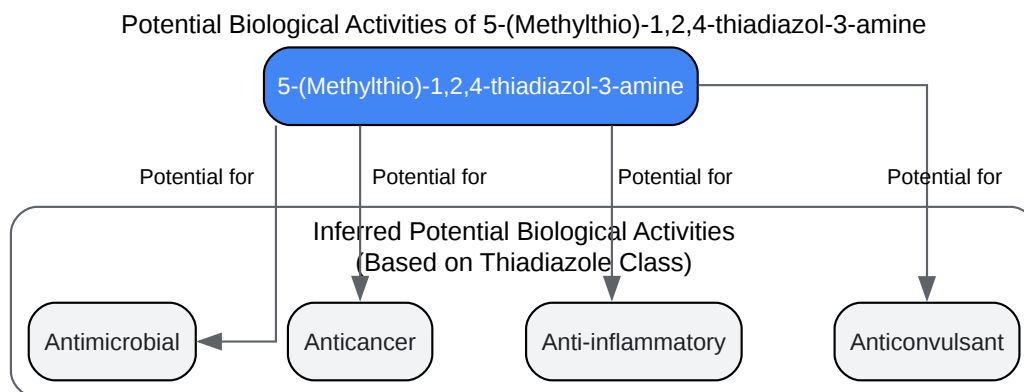 Potential Biological Activities of 5-(Methylthio)-1,2,4-thiadiazol-3-amine
5-(Methylthio)-1,2,4-thiadiazol-3-amine
Potential for
Potential for
Potential for
Potential for
Inferred Potential Biological Activities
(Based on Thiadiazole Class)
Antimicrobial
Anticancer
Anti-inflammatory
Anticonvulsant